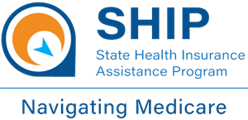 SHIP
State Health Insurance
Assistance Program
Navigating Medicare